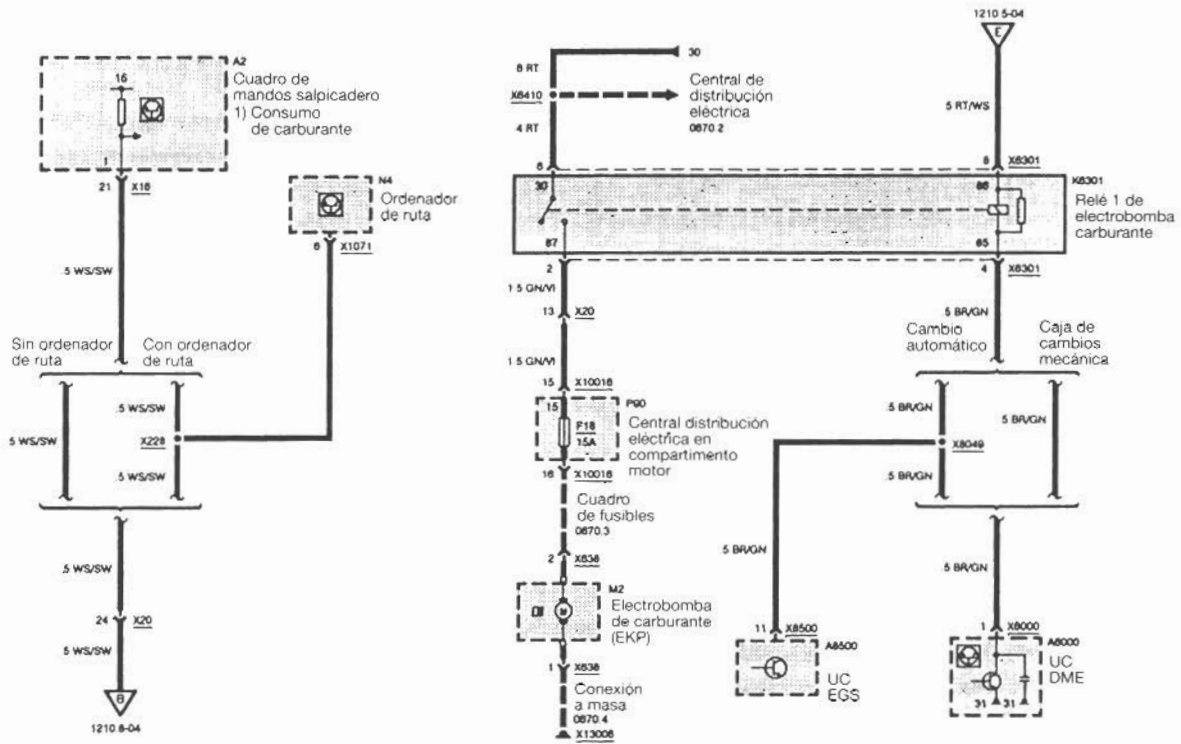 A2
16
Cuadro de
mandos salpicadero
1) Consumo
de carburante
1
21 X16
N4
Ordenador
de ruta
6 X1071
.5 WS/SW
Sin ordenador
de ruta
Con ordenador
de ruta
.5 WS/SW
.5 WS/SW
X228
.5 WS/SW
.5 WS/SW
24 X20
.5 WS/SW
B
1210 8-04
30
6 RT
X6410
Central de
distribución
eléctrica
0670.2
4 RT
1210 5-04
E
.5 RT/WS
6
8 X6301
30
86
K6301
Relé 1 de
electrobomba
carburante
87
85
2
4 X6301
1.5 GN/VI
13 X20
1.5 GN/VI
15 X10016
15
P90
F18
15A
Central distribución
eléctrica en
compartimento
motor
16 X10016
Cuadro
de fusibles
0670.3
2 X638
M2
M
Electrobomba
de carburante
(EKP)
1 X638
Conexión
a masa
0670.4
X13006
.5 BR/GN
Cambio
automático
Caja de
cambios
mecánica
.5 BR/GN
.5 BR/GN
X8049
.5 BR/GN
.5 BR/GN
.5 BR/GN
11 X8500
A8500
UC
EGS
1 X6000
A6000
UC
DME
31
31